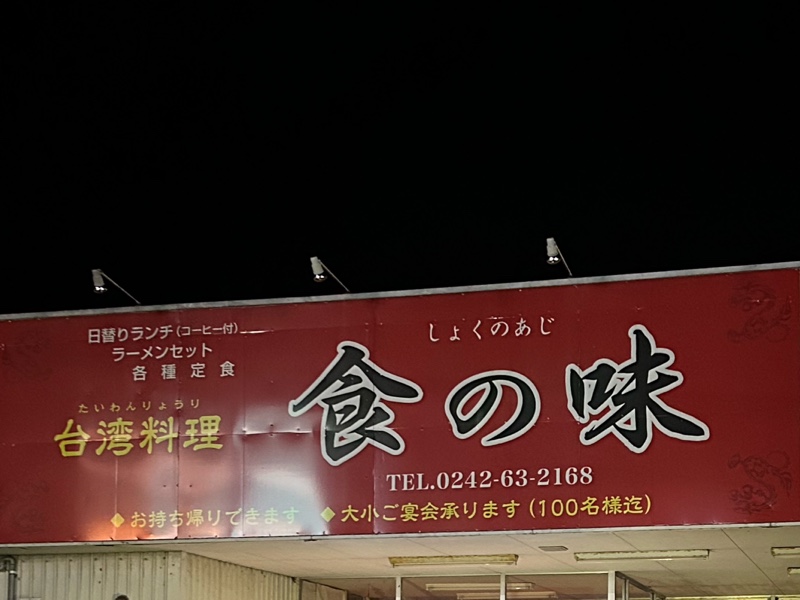 日替りランチ(コーヒー付)
ラーメンセット
各種定食
たいわんりょうり
台湾料理
しょくのあじ
食の味
TEL.0242-63-2168
◆お持ち帰りできます ◆大小ご宴会承ります(100名様迄)